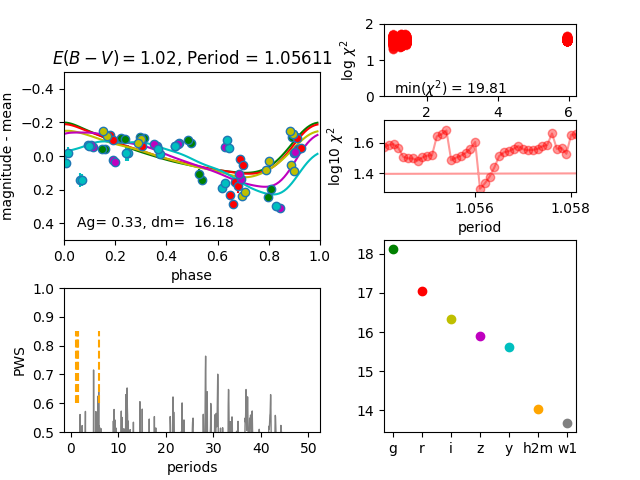 E(B − V) = 1.02, Period = 1.05611
magnitude - mean
−0.4
−0.2
0.0
0.2
0.4
Ag= 0.33, dm=  16.18
0.0 0.2 0.4 0.6 0.8 1.0
phase
log χ²
2
1
0
min(χ²) = 19.81
2 4 6
log10 χ²
1.6
1.4
1.056 1.058
period
PWS
1.0
0.9
0.8
0.7
0.6
0.5
0 10 20 30 40 50
periods
18
17
16
15
14
g r i z y h2m w1